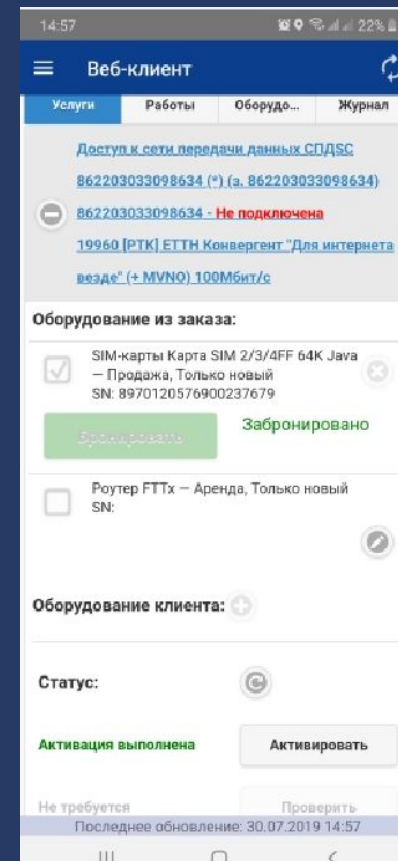 14:57
22%
Веб-клиент
Услуги Работы Оборудо... Журнал
Доступ к сети передачи данных СПДSC
862203033098634 (*) (з. 862203033098634)
862203033098634 - Не подключена
19960 [РТК] ETTH Конвергент "Для интернета
везде" (+ MVNO) 100Мбит/с
Оборудование из заказа:
SIM-карты Карта SIM 2/3/4FF 64K Java
— Продажа, Только новый
SN: 8970120576900237679
Бронировать
Забронировано
Роутер FTTx — Аренда, Только новый
SN:
Оборудование клиента:
Статус:
Активация выполнена
Активировать
Не требуется
Проверить
Последнее обновление: 30.07.2019 14:57